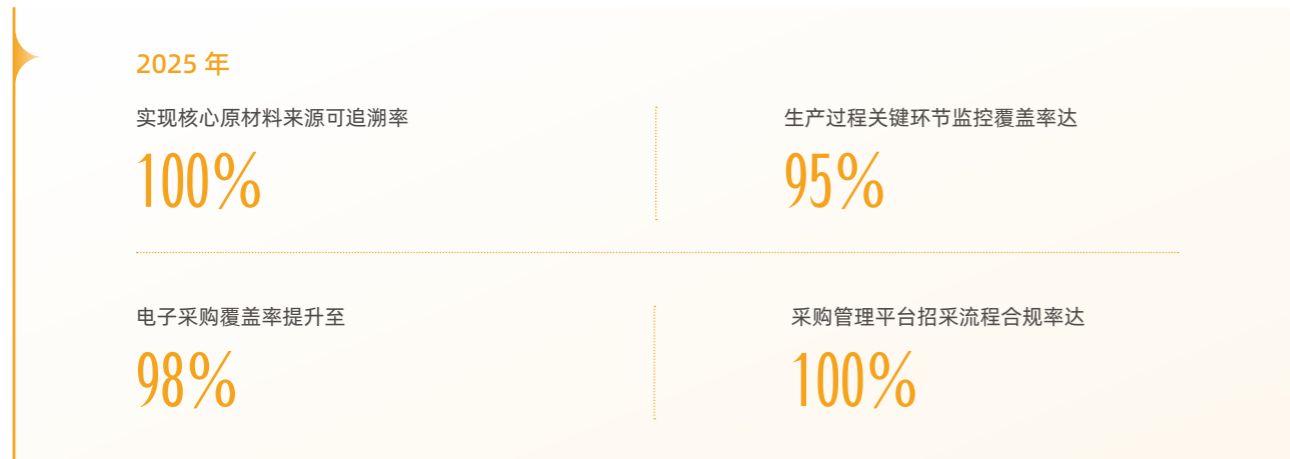 2025 年
实现核心原材料来源可追溯率
100%
生产过程关键环节监控覆盖率达
95%
电子采购覆盖率提升至
98%
采购管理平台招采流程合规率达
100%